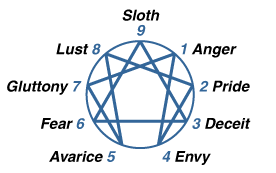 Sloth
9
Lust 8
1 Anger
Gluttony 7
2 Pride
Fear 6
3 Deceit
Avarice 5
4 Envy